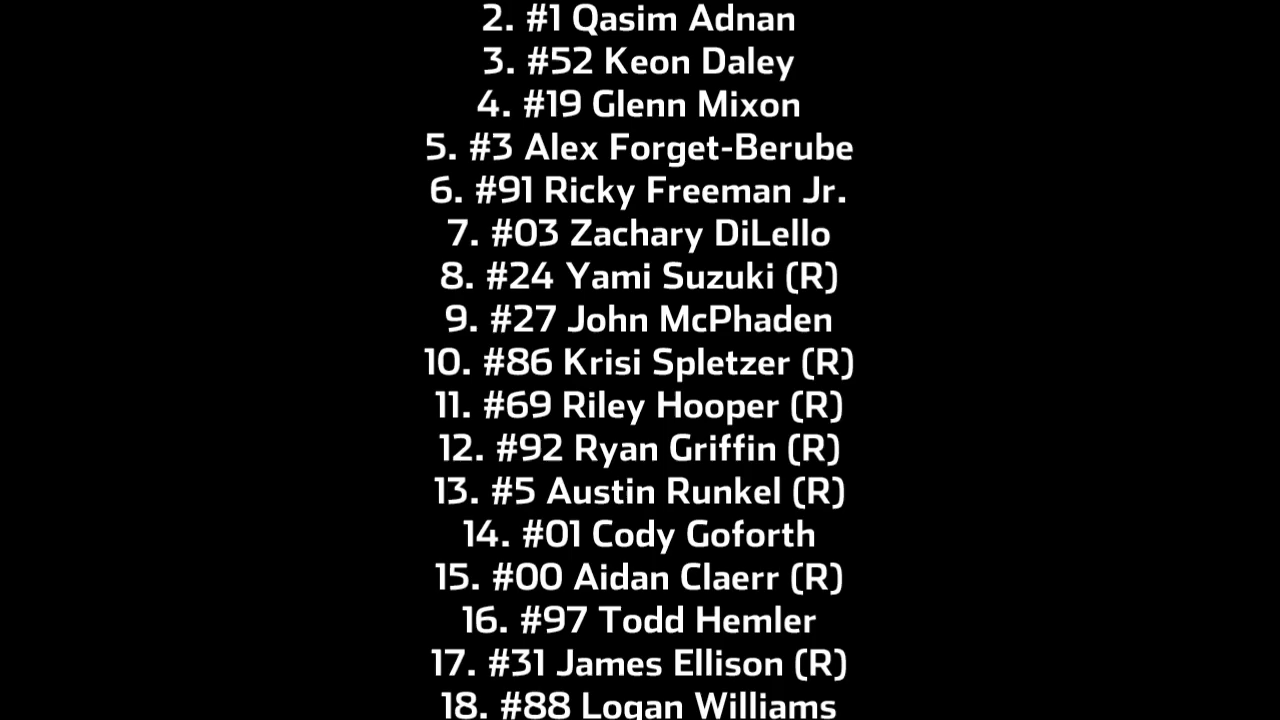 2. #1 Qasim Adnan
3. #52 Keon Daley
4. #19 Glenn Mixon
5. #3 Alex Forget-Berube
6. #91 Ricky Freeman Jr.
7. #03 Zachary DiLello
8. #24 Yami Suzuki (R)
9. #27 John McPhaden
10. #86 Krisi Spletzer (R)
11. #69 Riley Hooper (R)
12. #92 Ryan Griffin (R)
13. #5 Austin Runkel (R)
14. #01 Cody Goforth
15. #00 Aidan Claerr (R)
16. #97 Todd Hemler
17. #31 James Ellison (R)
18. #88 Logan Williams